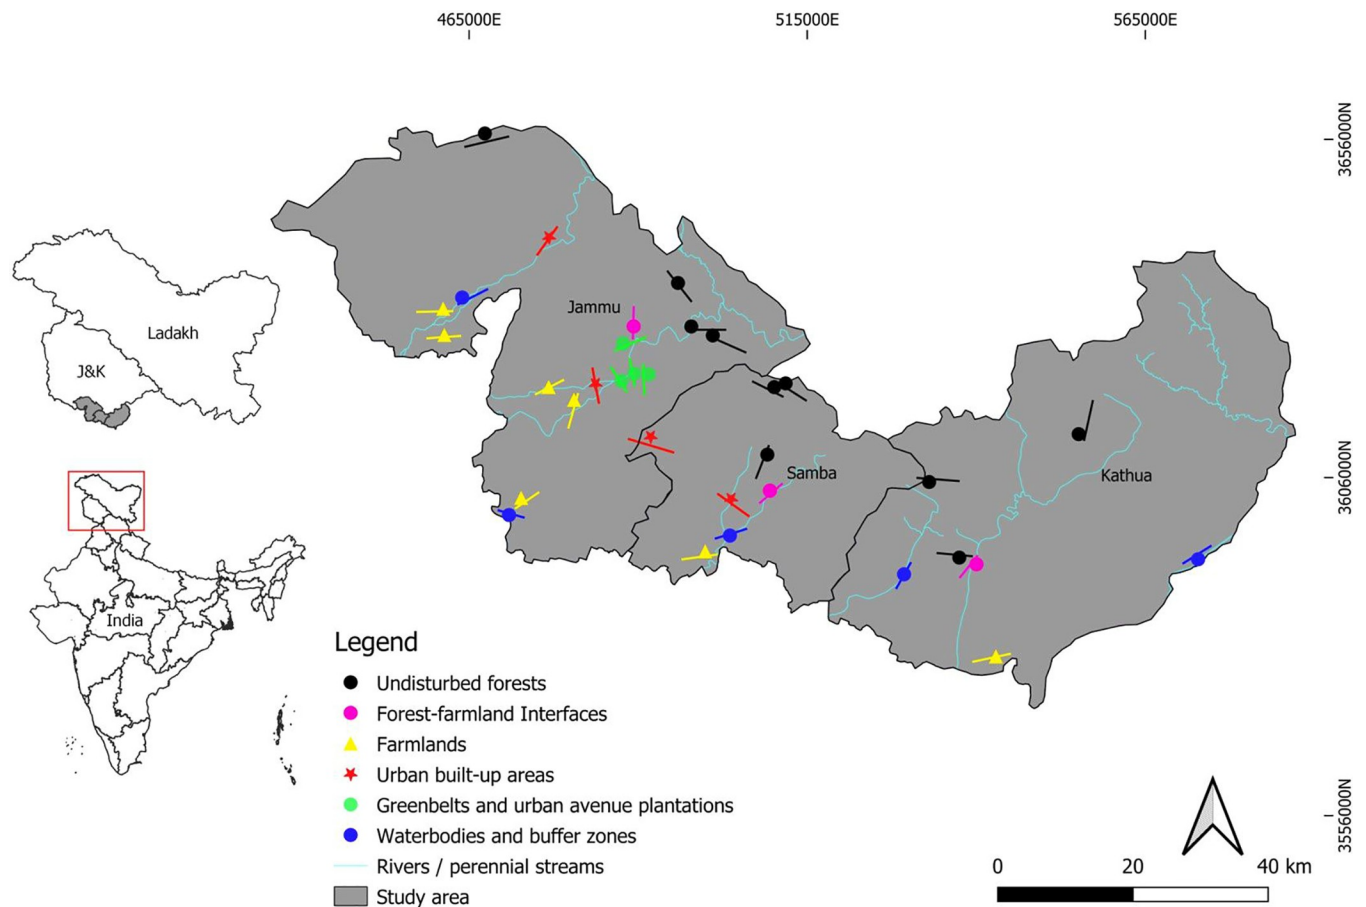 465000E
515000E
565000E
3656000N
Jammu
Ladakh
J&K
Samba
Kathua
3606000N
India
Legend
Undisturbed forests
Forest-farmland Interfaces
Farmlands
Urban built-up areas
Greenbelts and urban avenue plantations
Waterbodies and buffer zones
Rivers / perennial streams
Study area
3556000N
0
20
40 km